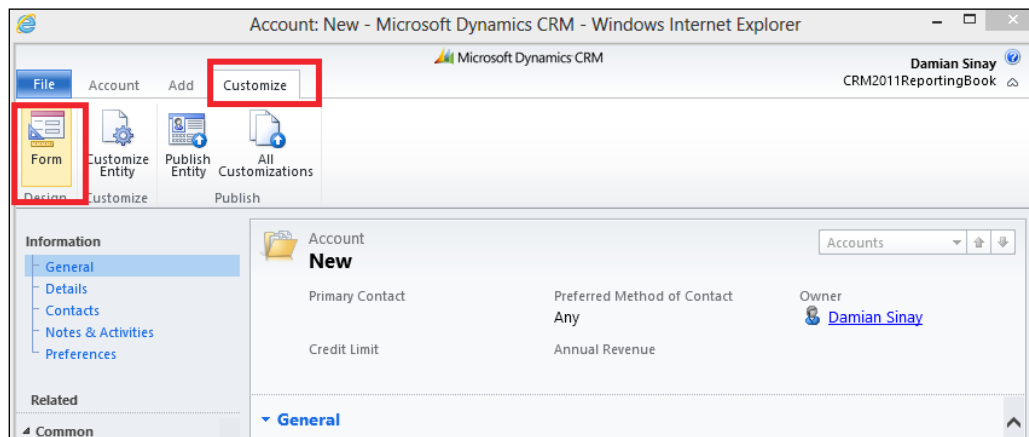 Account: New - Microsoft Dynamics CRM - Windows Internet Explorer
Microsoft Dynamics CRM
Damian Sinay
CRM2011ReportingBook
File Account Add Customize
Form
Customize Entity
Publish Entity
All Customizations
Design Customize Publish
Information
General
Details
Contacts
Notes & Activities
Preferences
Related
Common
Account
New
Accounts
Primary Contact Preferred Method of Contact Owner
Any Damian Sinay
Credit Limit Annual Revenue
General